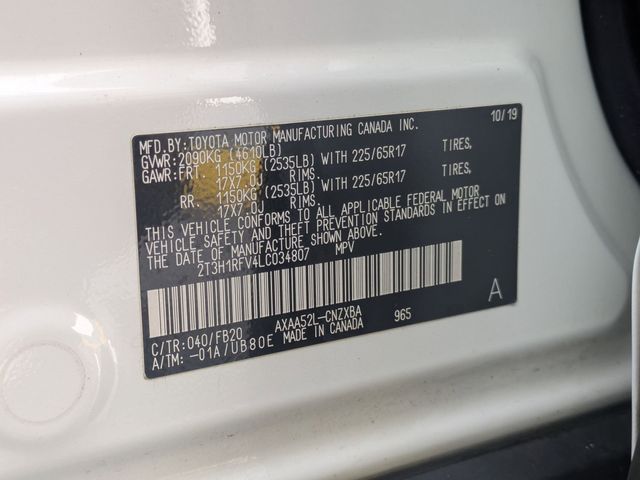 MFD.BY:TOYOTA MOTOR MANUFACTURING CANADA INC. 10/19
GVWR:2090KG (4610LB)
GAWR:FRT. 1150KG(2535LB) WITH 225/65R17 TIRES,
17X7.0J RIMS.
RR. 1150KG(2535LB) WITH 225/65R17 TIRES,
17X7.0J RIMS.
THIS VEHICLE CONFORMS TO ALL APPLICABLE FEDERAL MOTOR
VEHICLE SAFETY AND THEFT PREVENTION STANDARDS IN EFFECT ON
THE DATE OF MANUFACTURE SHOWN ABOVE.
2T3H1RFV4LC034807 MPV
C/TR:040/FB20 AXAA52L-CNZXBA 965 A
A/TM:-01A/UB80E MADE IN CANADA